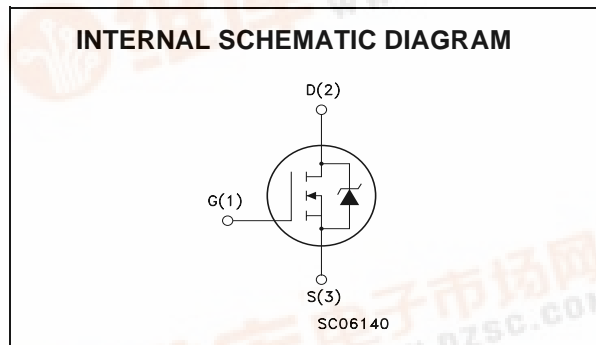 INTERNAL SCHEMATIC DIAGRAM
D(2)
G(1)
S(3)
SC06140